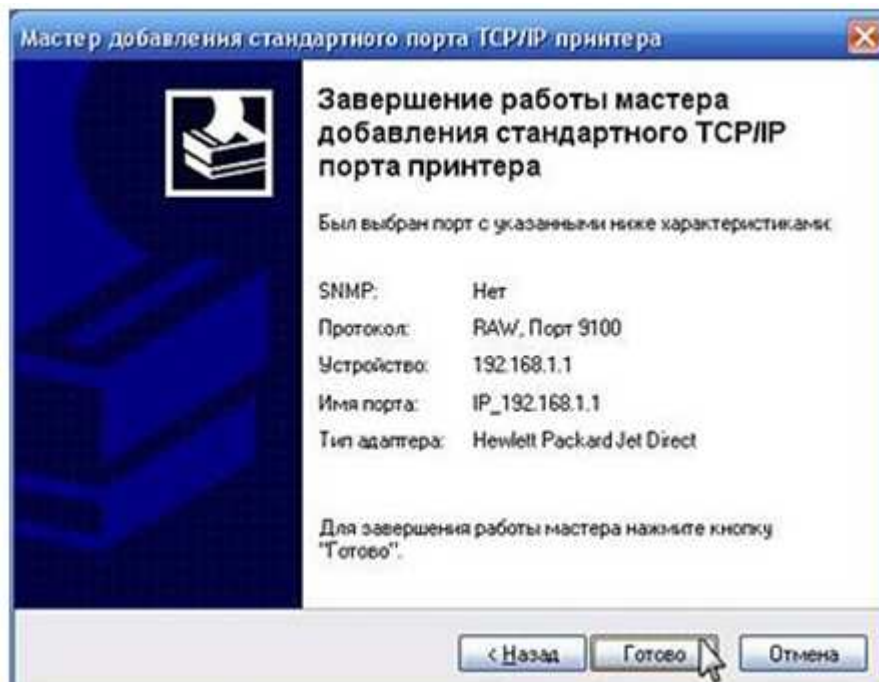 Мастер добавления стандартного порта TCP/IP принтера
Завершение работы мастера
добавления стандартного TCP/IP
порта принтера
Был выбран порт с указанными ниже характеристиками:
SNMP: Нет
Протокол: RAW, Порт 9100
Устройство: 192.168.1.1
Имя порта: IP_192.168.1.1
Тип адаптера: Hewlett Packard Jet Direct
Для завершения работы мастера нажмите кнопку
"Готово".
< Назад Готово Отмена